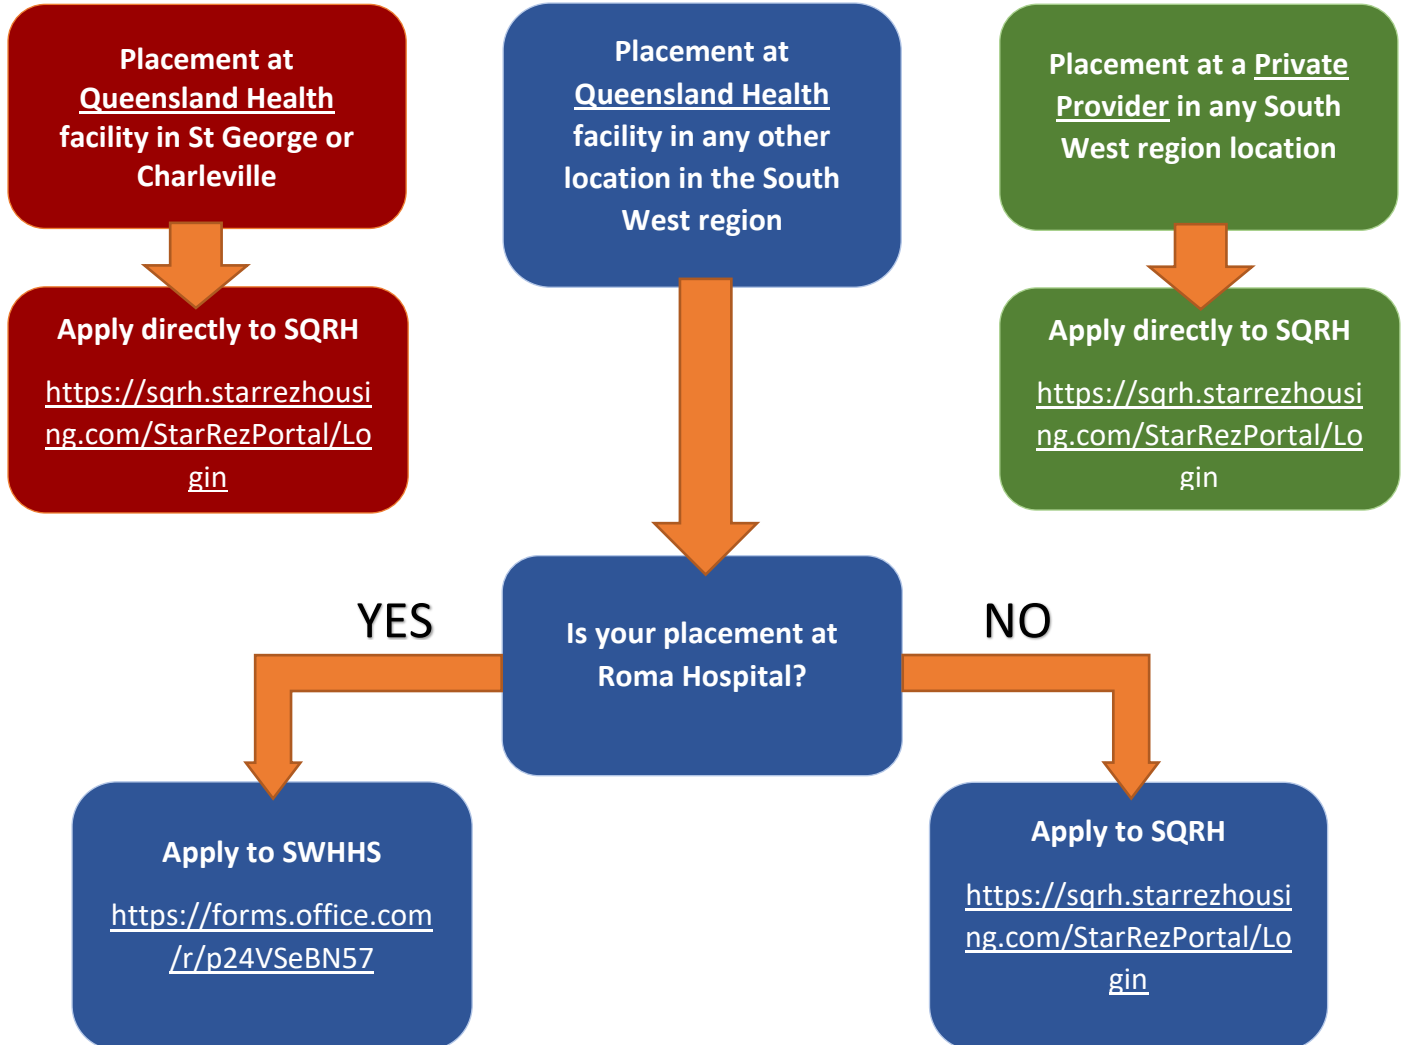 Placement at
Queensland Health
facility in St George or
Charleville
Placement at
Queensland Health
facility in any other
location in the South
West region
Placement at a Private
Provider in any South
West region location
Apply directly to SQRH
https://sqrh.starrezhousi
ng.com/StarRezPortal/Lo
gin
Apply directly to SQRH
https://sqrh.starrezhousi
ng.com/StarRezPortal/Lo
gin
Is your placement at
Roma Hospital?
YES
NO
Apply to SWHHS
https://forms.office.com
/r/p24VSeBN57
Apply to SQRH
https://sqrh.starrezhousi
ng.com/StarRezPortal/Lo
gin